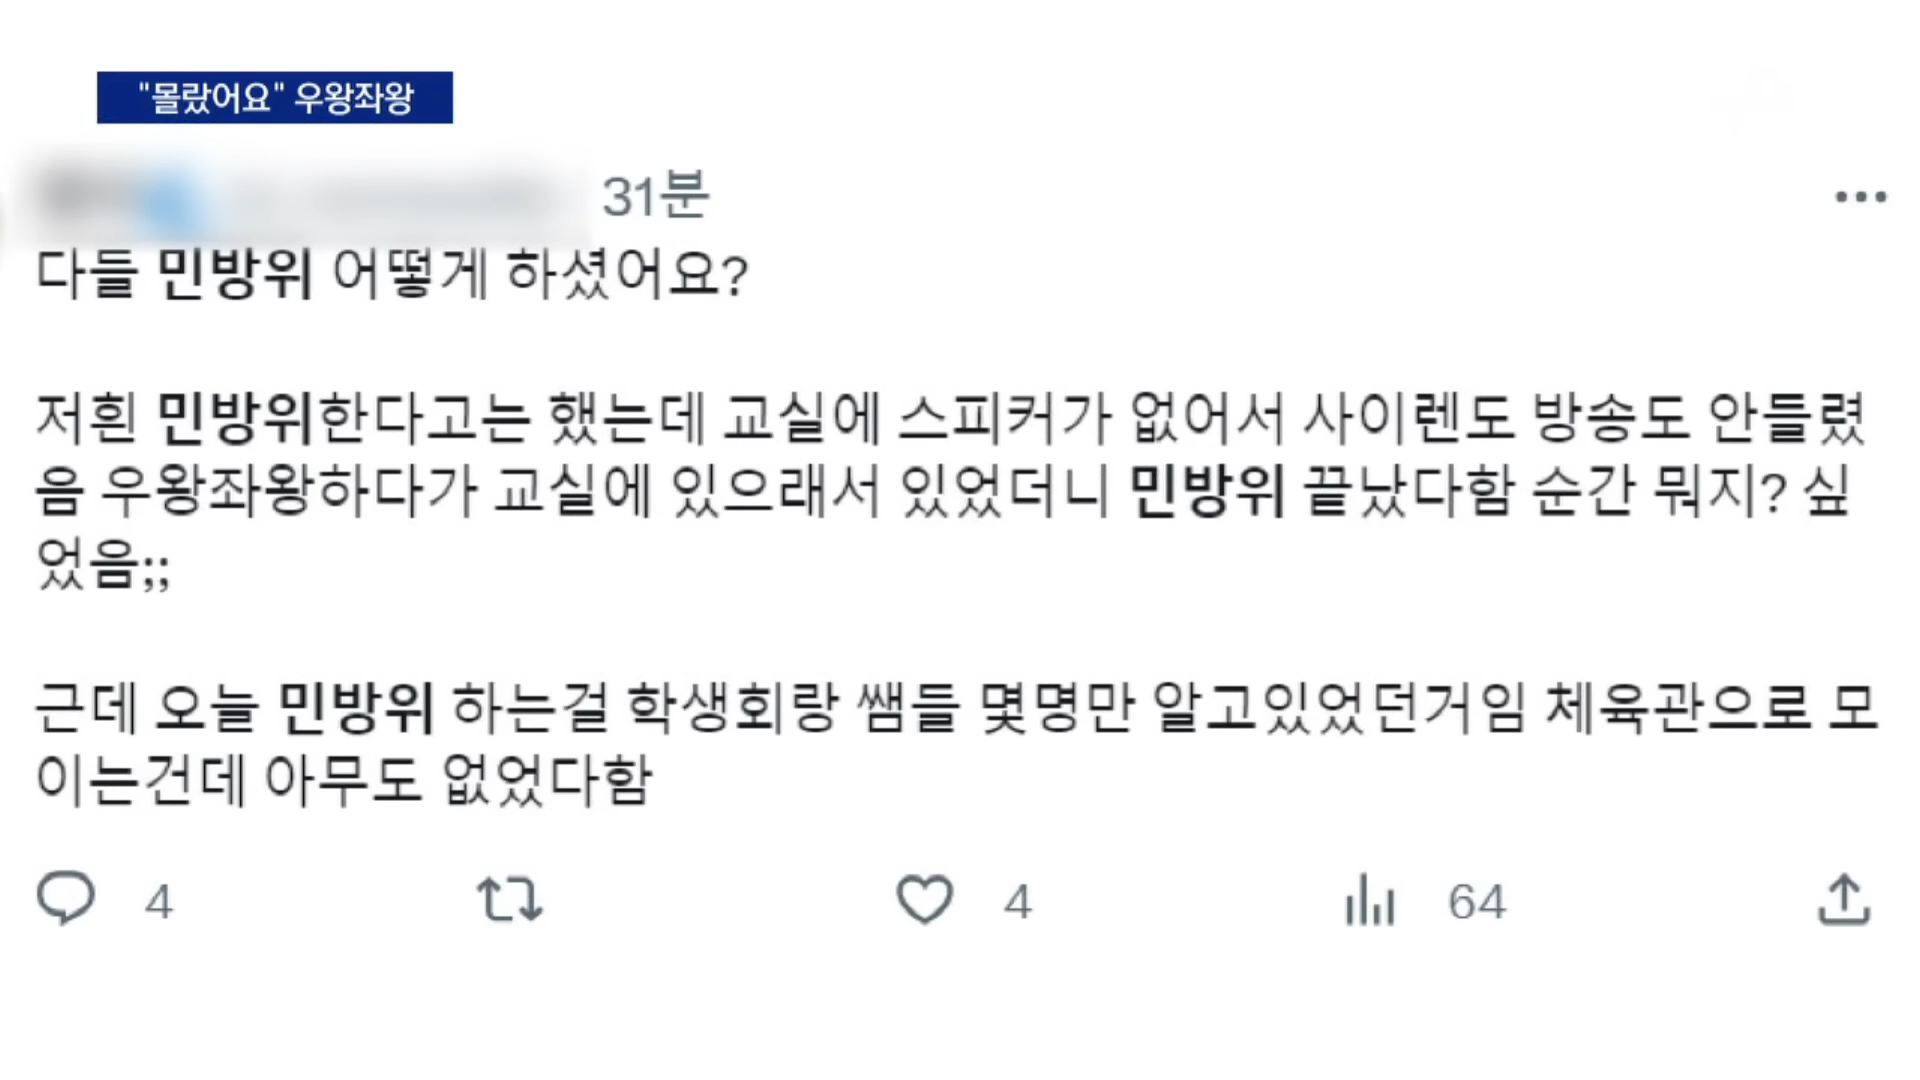 "몰랐어요" 우왕좌왕
31분
다들 민방위 어떻게 하셨어요?
저흰 민방위한다고는 했는데 교실에 스피커가 없어서 사이렌도 방송도 안들렸
음 우왕좌왕하다가 교실에 있으래서 있었더니 민방위 끝났다함 순간 뭐지? 싶
었음;;
근데 오늘 민방위 하는걸 학생회랑 쌤들 몇명만 알고있었던거임 체육관으로 모
이는건데 아무도 없었다함
4 4 64